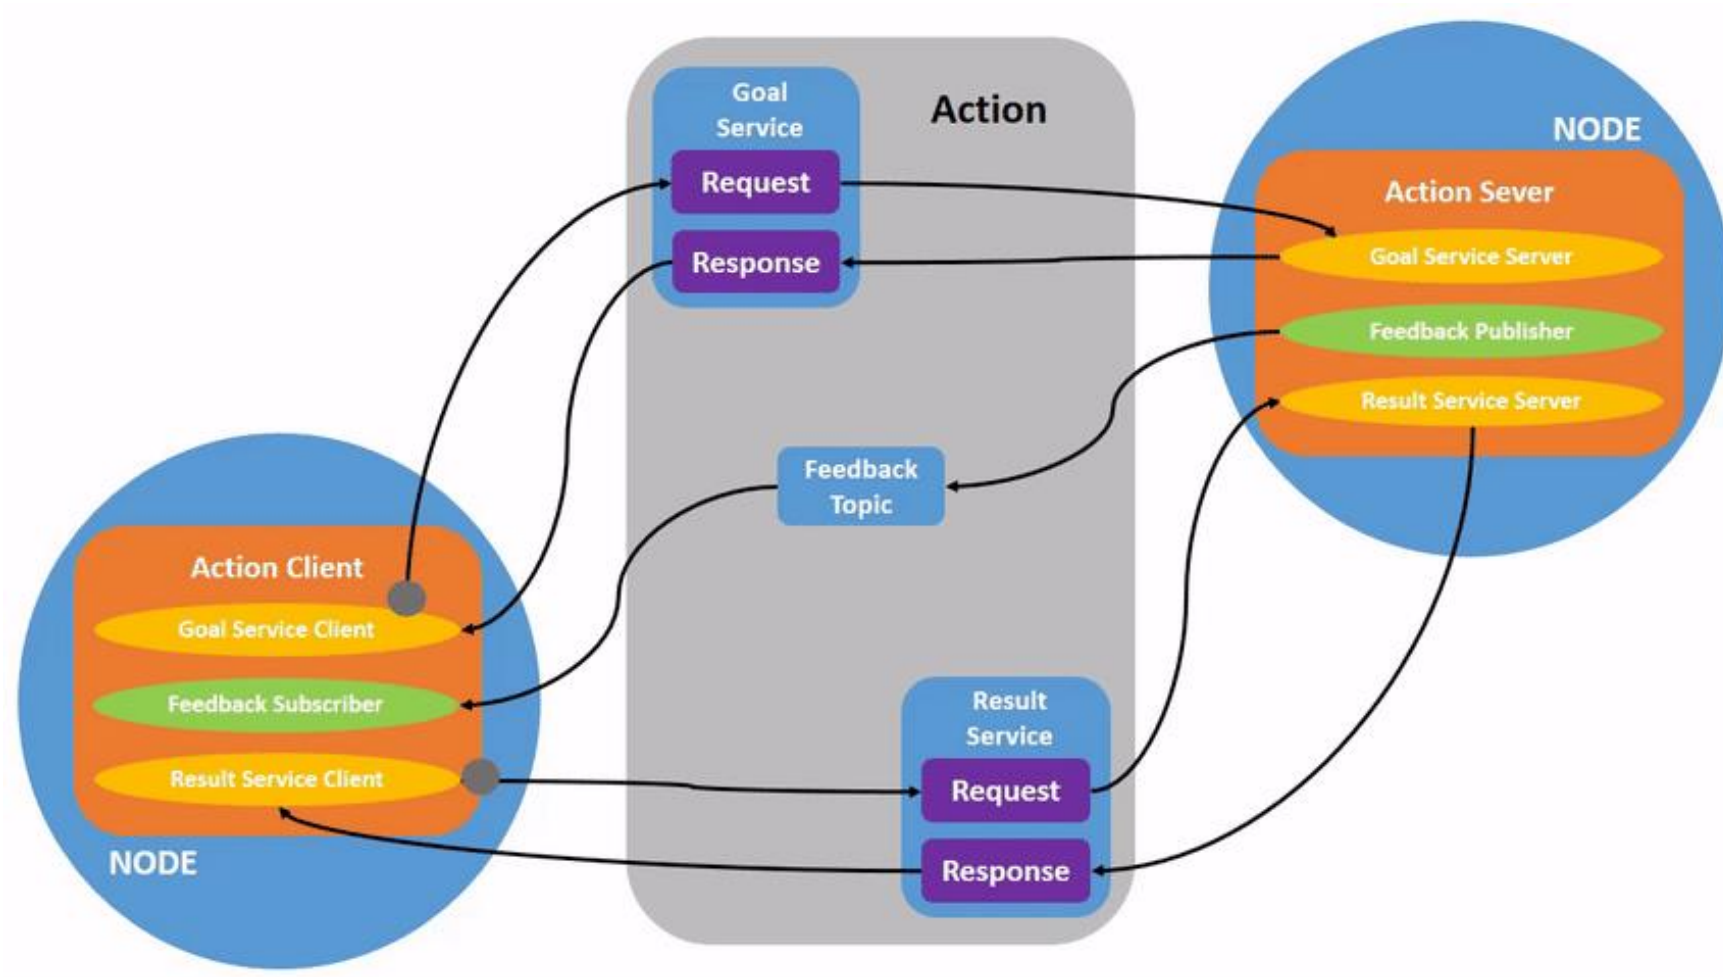 Goal
Service
Request
Response
Action
NODE
Action Sever
Goal Service Server
Feedback Publisher
Result Service Server
Feedback
Topic
Action Client
Goal Service Client
Feedback Subscriber
Result Service Client
NODE
Result
Service
Request
Response